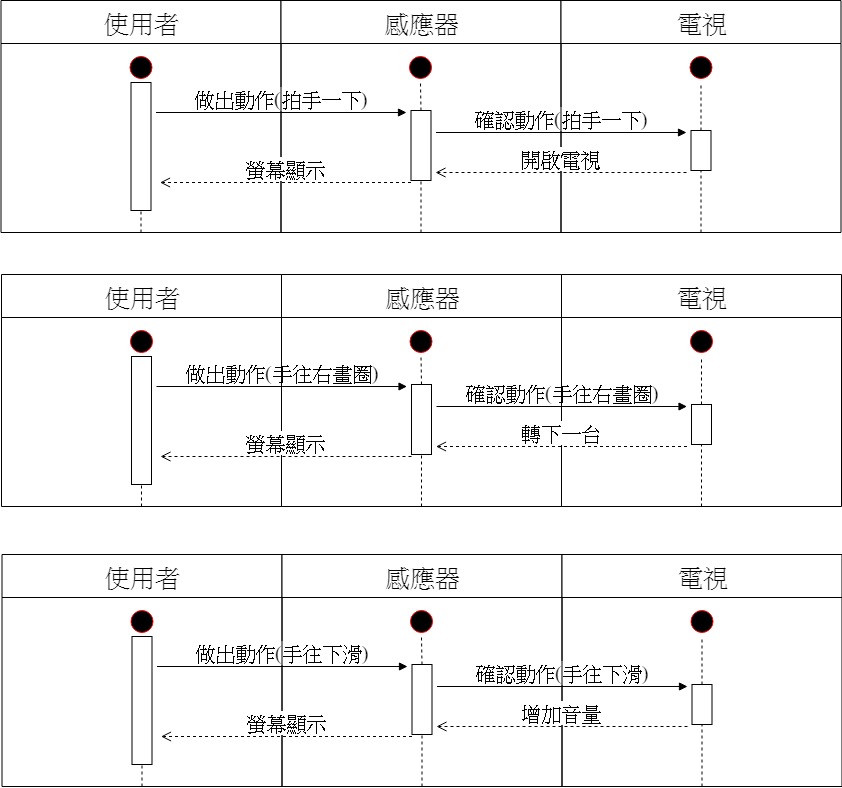 使用者
感應器
電視
做出動作(拍手一下)
確認動作(拍手一下)
開啟電視
螢幕顯示
使用者
感應器
電視
做出動作(手往右畫圈)
確認動作(手往右畫圈)
轉下一台
螢幕顯示
使用者
感應器
電視
做出動作(手往下滑)
確認動作(手往下滑)
增加音量
螢幕顯示